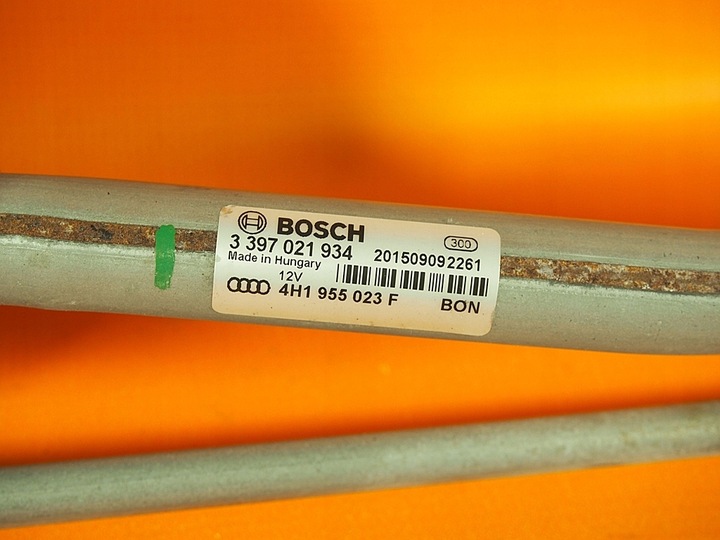 BOSCH 300
3 397 021 934 201509092261
Made in Hungary
12V
4H1 955 023 F BON